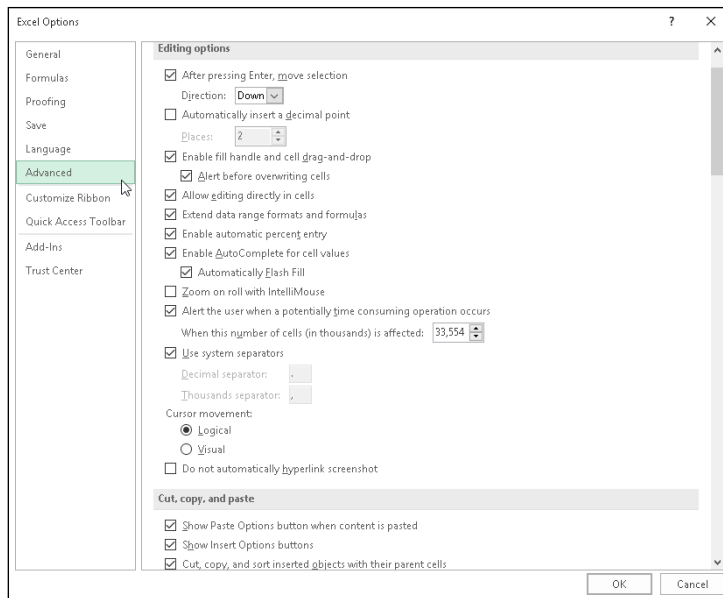 Excel Options
? ×
General
Formulas
Proofing
Save
Language
Advanced
Customize Ribbon
Quick Access Toolbar
Add-Ins
Trust Center
Editing options
After pressing Enter, move selection
Direction: Down
Automatically insert a decimal point
Places: 2
Enable fill handle and cell drag-and-drop
Alert before overwriting cells
Allow editing directly in cells
Extend data range formats and formulas
Enable automatic percent entry
Enable AutoComplete for cell values
Automatically Flash Fill
Zoom on roll with IntelliMouse
Alert the user when a potentially time consuming operation occurs
When this number of cells (in thousands) is affected: 33,554
Use system separators
Decimal separator: .
Thousands separator: ,
Cursor movement:
Logical
Visual
Do not automatically hyperlink screenshot
Cut, copy, and paste
Show Paste Options button when content is pasted
Show Insert Options buttons
Cut, copy, and sort inserted objects with their parent cells
OK Cancel